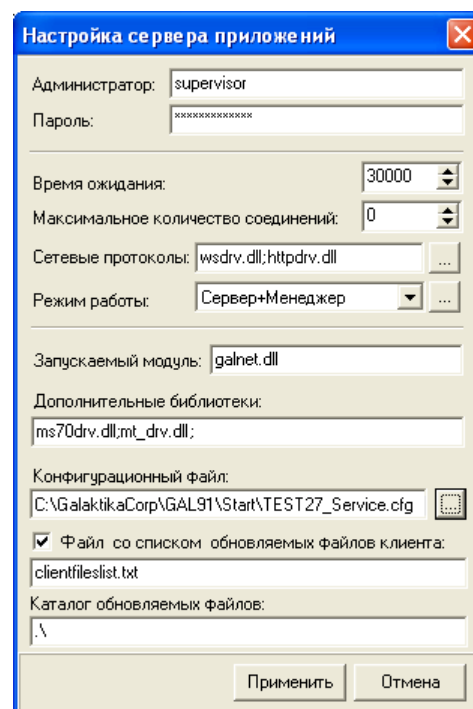 Настройка сервера приложений
Администратор: supervisor
Пароль: xxxxxxxxxxxxx
Время ожидания: 30000
Максимальное количество соединений: 0
Сетевые протоколы: wsdrv.dll;httpdrv.dll ...
Режим работы: Сервер+Менеджер ...
Запускаемый модуль: galnet.dll
Дополнительные библиотеки:
ms70drv.dll;mt_drv.dll;
Конфигурационный файл:
C:\GalaktikaCorp\GAL91\Start\TEST27_Service.cfg ...
Файл со списком обновляемых файлов клиента:
clientfileslist.txt
Каталог обновляемых файлов:
.\
Применить Отмена